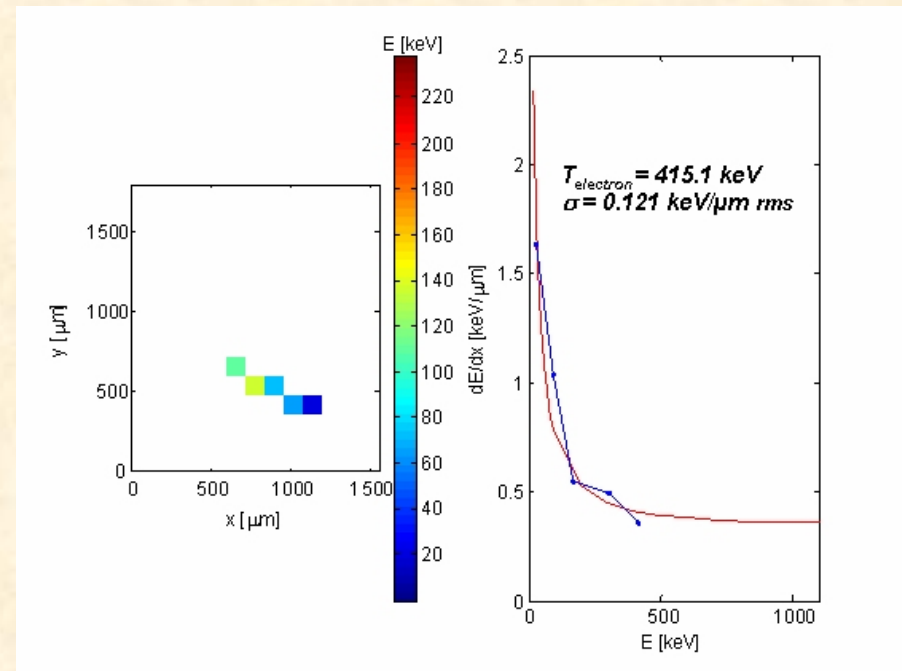 E [keV]
220
200
180
160
140
120
100
80
60
40
20
y [μm]
1500
1000
500
0
0 500 1000 1500
x [μm]
dE/dx [keV/μm]
2.5
2
1.5
1
0.5
0
T electron = 415.1 keV
σ = 0.121 keV/μm rms
0 500 1000
E [keV]